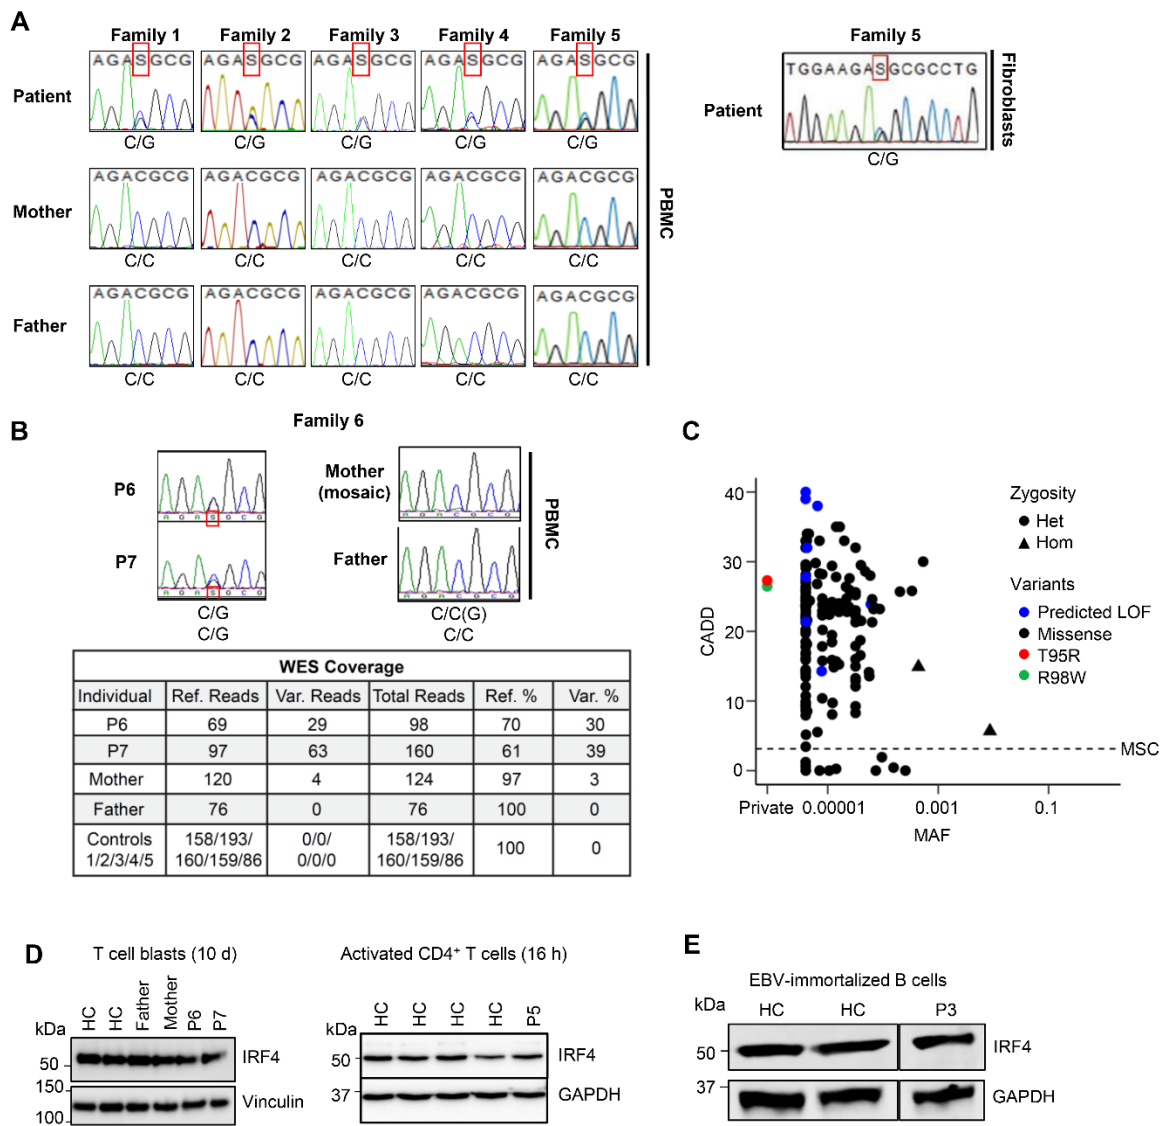 A
Family 1 Family 2 Family 3 Family 4 Family 5
AGASGCG AGASGCG AGASGCG AGASGCG AGASGCG
Patient
C/G C/G C/G C/G C/G
AGACGCG AGACGCG AGACGCG AGACGCG AGACGCG
Mother
C/C C/C C/C C/C C/C
AGACGCG AGACGCG AGACGCG AGACGCG AGACGCG
Father
C/C C/C C/C C/C C/C
PBMC
Family 5
TGGAAGASGCGCCTG
Patient
C/G
Fibroblasts
B
Family 6
P6
AGASGCG
P7
AGASGCG
C/G
C/G
Mother
(mosaic)
AGACGCG
Father
AGACGCG
C/C(G)
C/C
PBMC
WES Coverage
Individual Ref. Reads Var. Reads Total Reads Ref. % Var. %
P6 69 29 98 70 30
P7 97 63 160 61 39
Mother 120 4 124 97 3
Father 76 0 76 100 0
Controls 158/193/ 0/0/ 158/193/ 100 0
1/2/3/4/5 160/159/86 0/0/0 160/159/86
C
40
30
20
10
0
CADD
Private 0.00001 0.001 0.1
MAF
MSC
Zygosity
Het
Hom
Variants
Predicted LOF
Missense
T95R
R98W
D
T cell blasts (10 d)
kDa HC HC Father Mother P6 P7
50 IRF4
150
100 Vinculin
Activated CD4⁺ T cells (16 h)
kDa HC HC HC HC P5
50 IRF4
37 GAPDH
E
EBV-immortalized B cells
kDa HC HC P3
50 IRF4
37 GAPDH